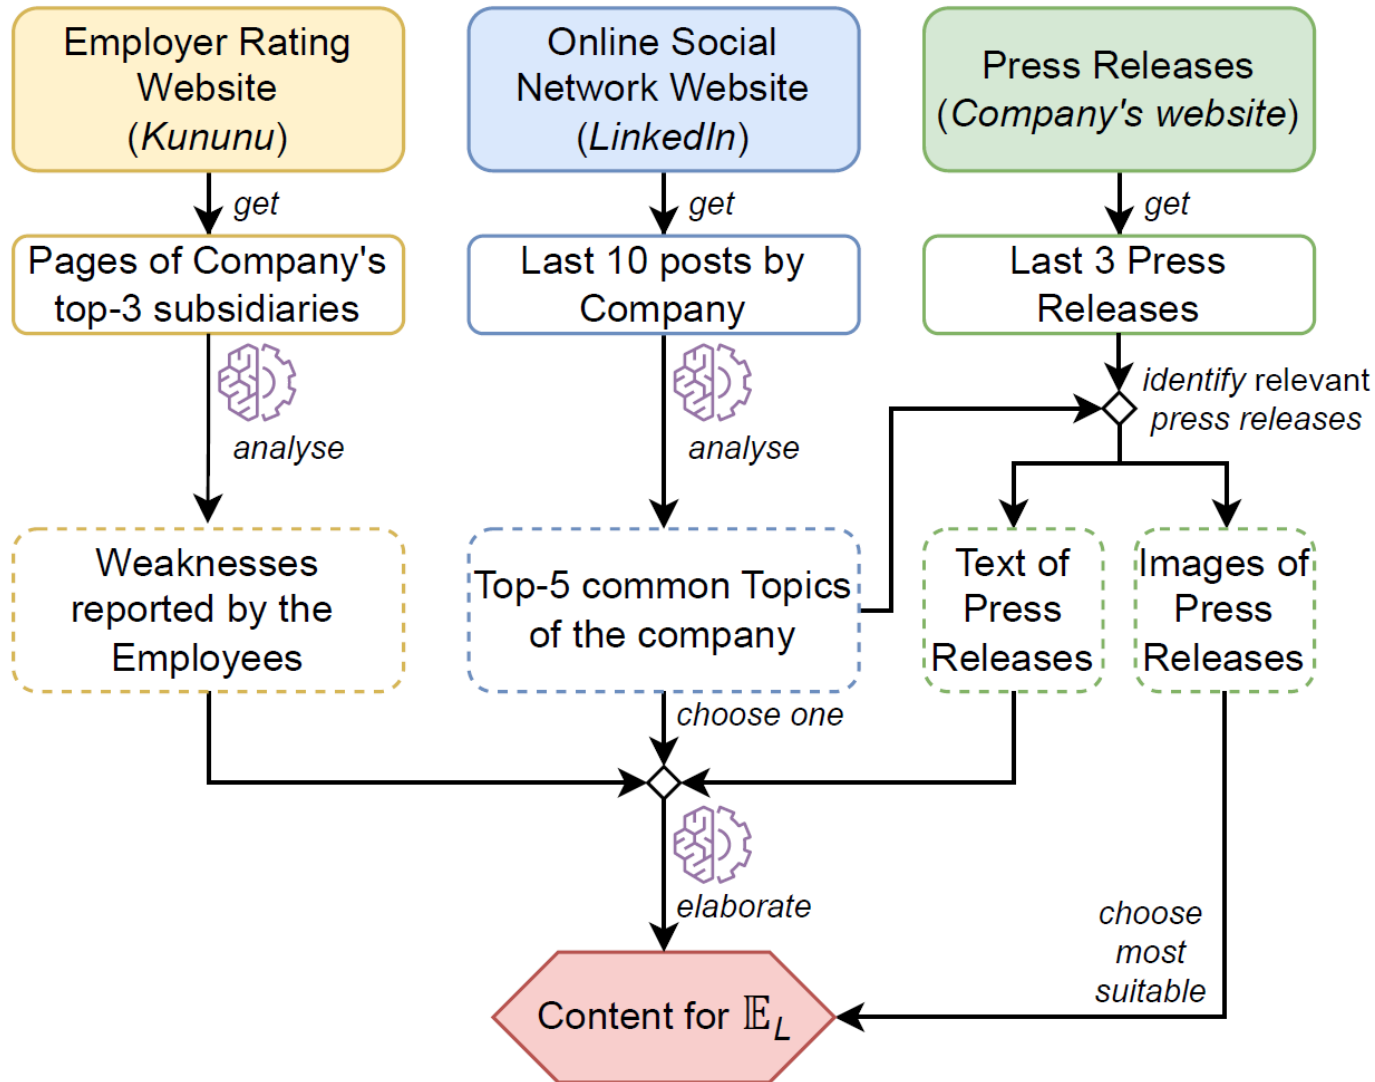 Employer Rating
Website
(Kununu)
Online Social
Network Website
(LinkedIn)
Press Releases
(Company's website)
get
get
get
Pages of Company's
top-3 subsidiaries
Last 10 posts by
Company
Last 3 Press
Releases
analyse
analyse
identify relevant
press releases
Weaknesses
reported by the
Employees
Top-5 common Topics
of the company
Text of
Press
Releases
Images of
Press
Releases
choose one
elaborate
choose
most
suitable
Content for 𝔼_L